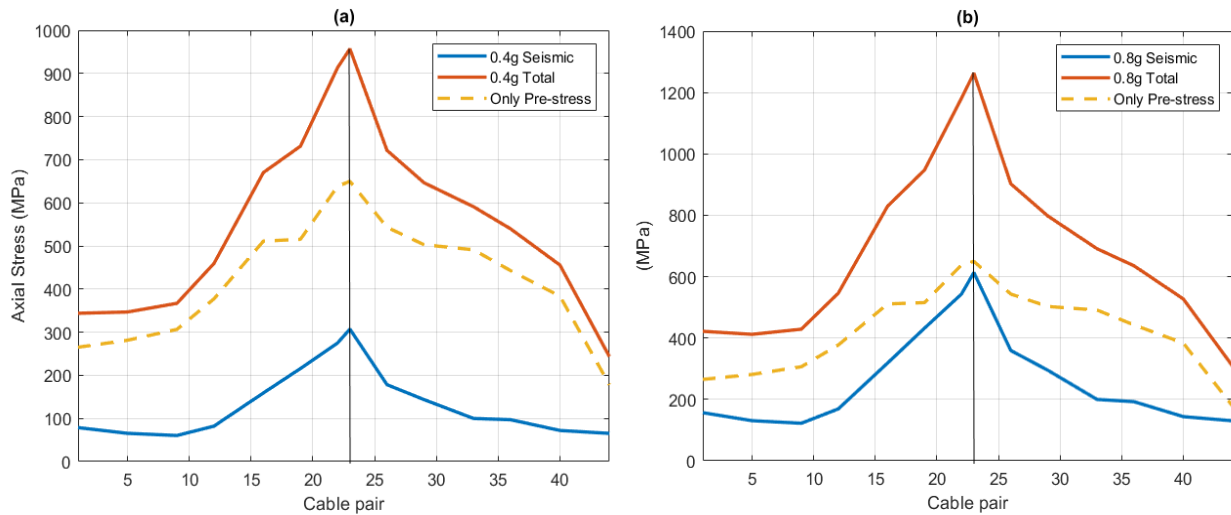 (a)
1000
900
800
700
600
500
400
300
200
100
0
Axial Stress (MPa)
0.4g Seismic
0.4g Total
Only Pre-stress
5 10 15 20 25 30 35 40
Cable pair
(b)
1400
1200
1000
800
600
400
200
0
(MPa)
0.8g Seismic
0.8g Total
Only Pre-stress
5 10 15 20 25 30 35 40
Cable pair